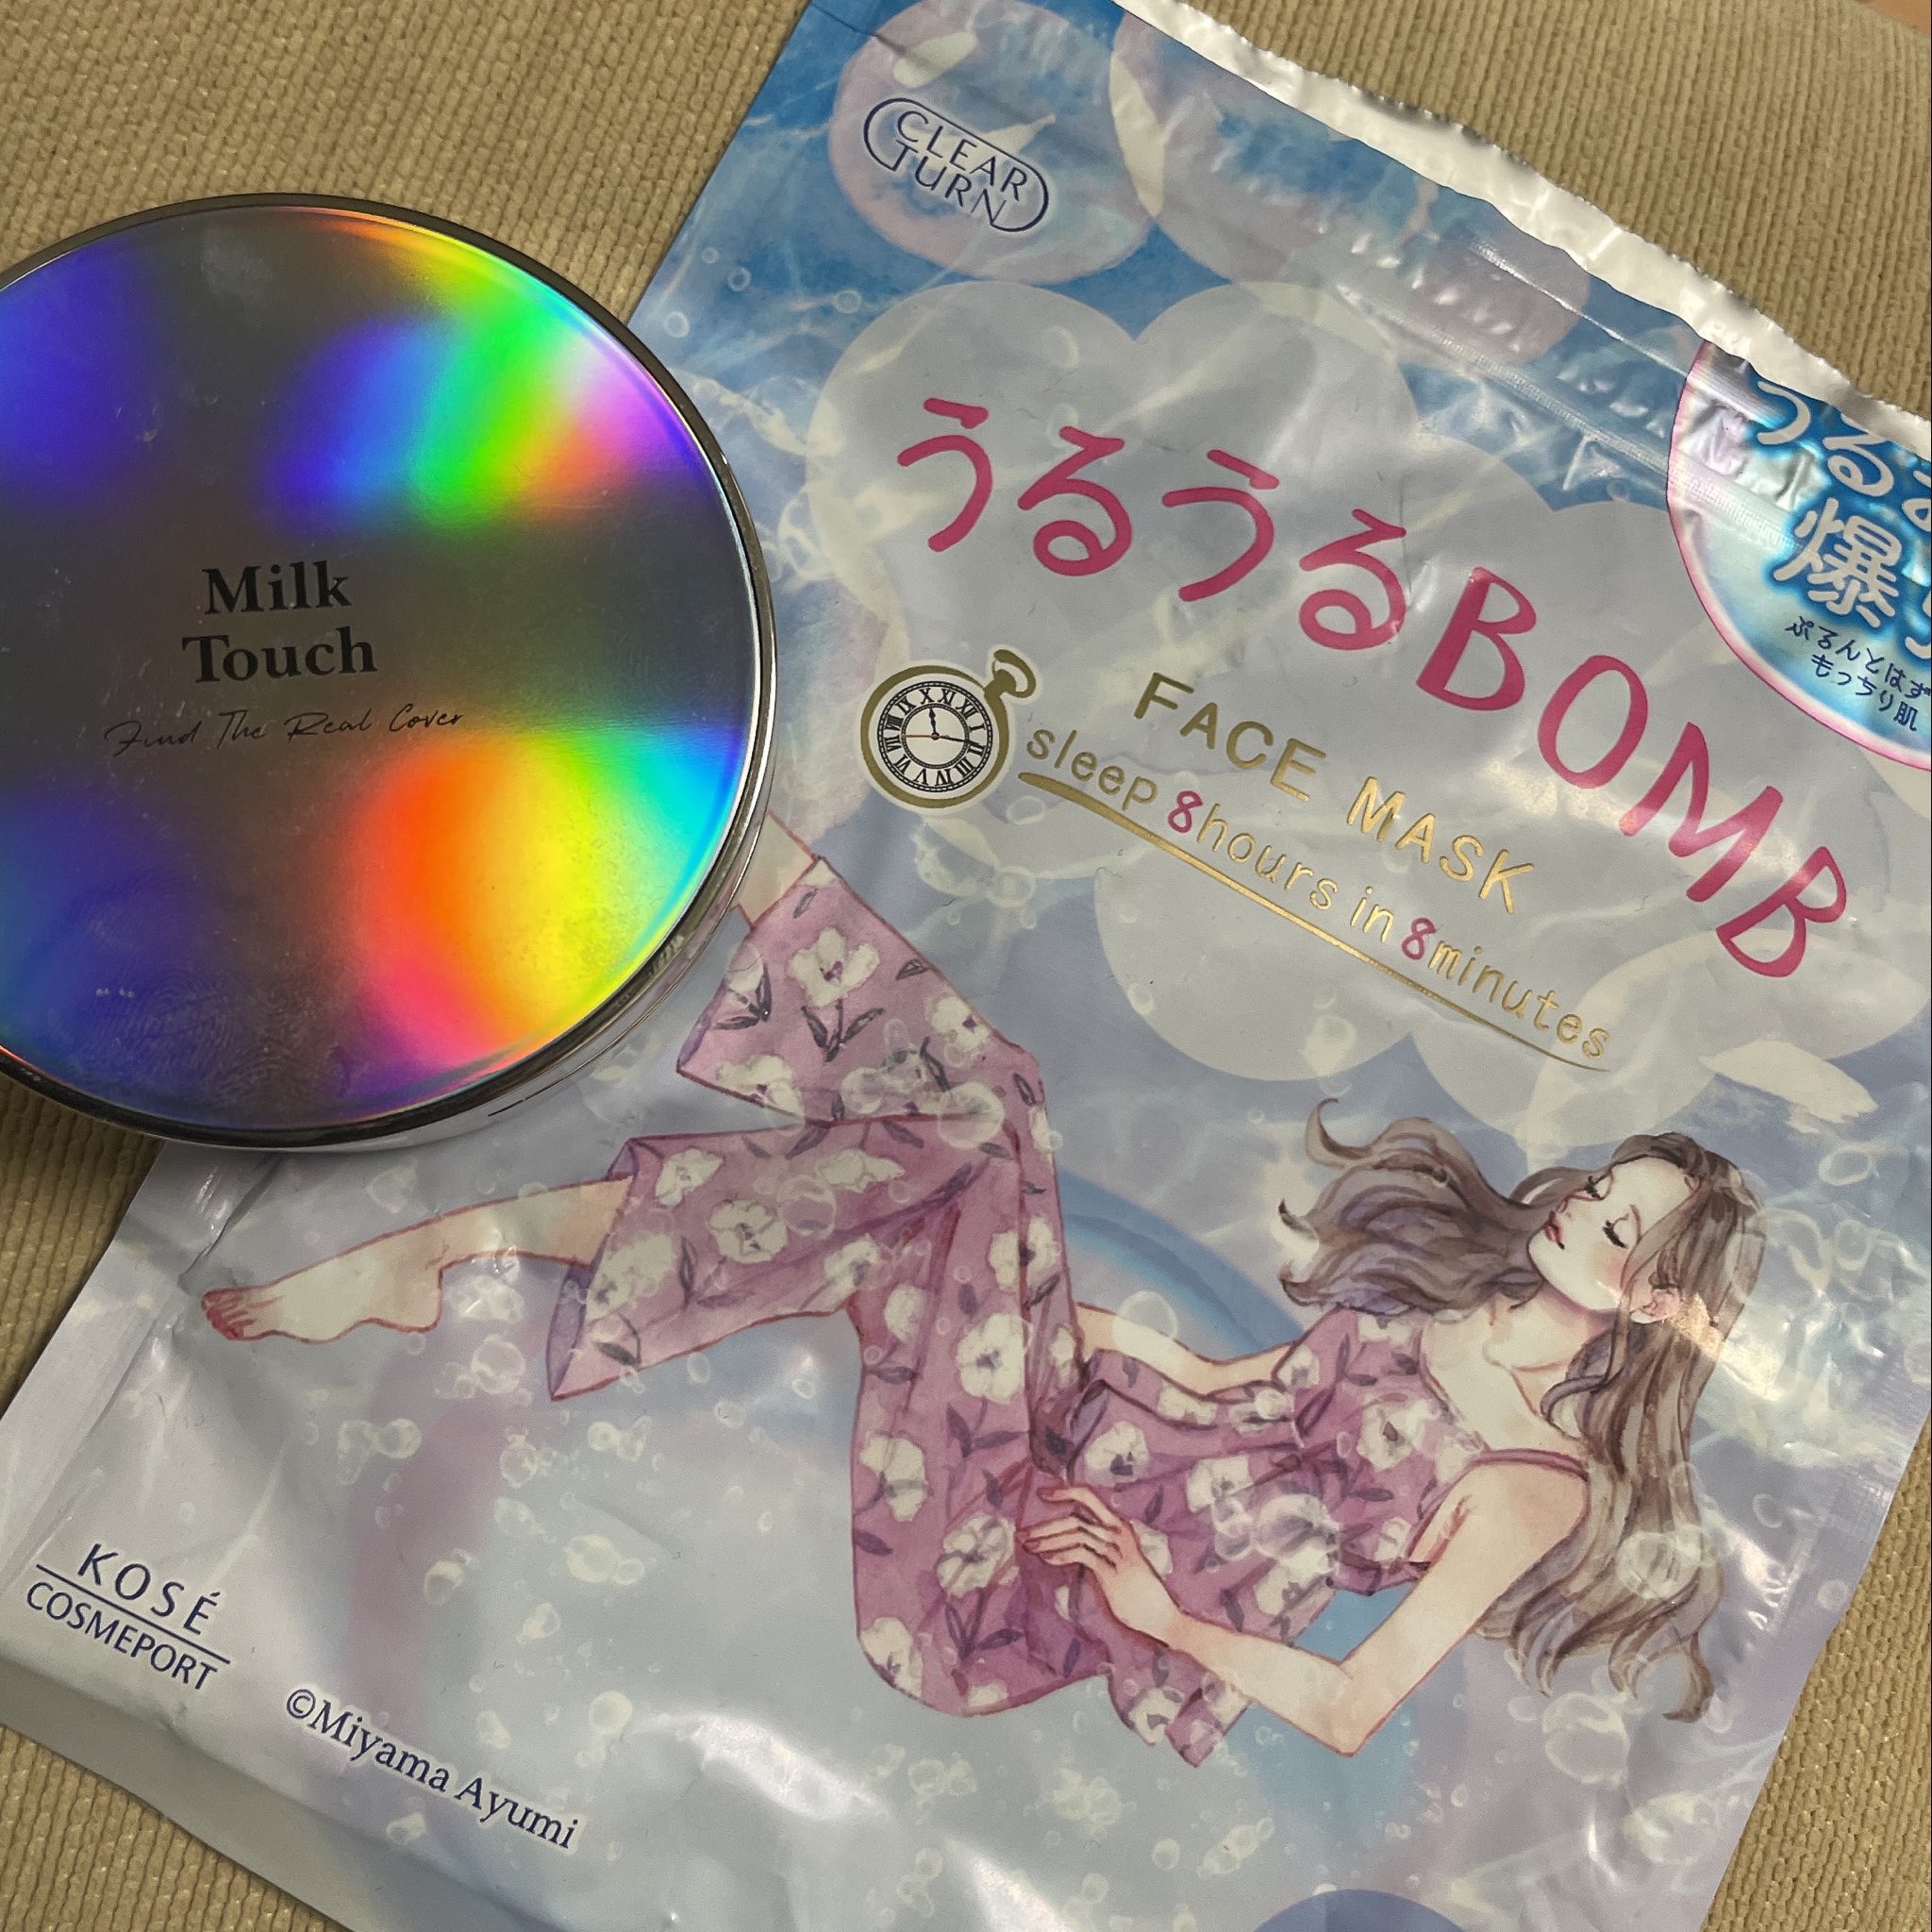 Milk
Touch
Find The Real Cover
CLEAR
TURN
うるうるBOMB
FACE MASK
sleep 8hours in 8minutes
うる
爆
ぷるんとはず
もっちり肌
KOSÉ
COSMEPORT
©Miyama Ayumi